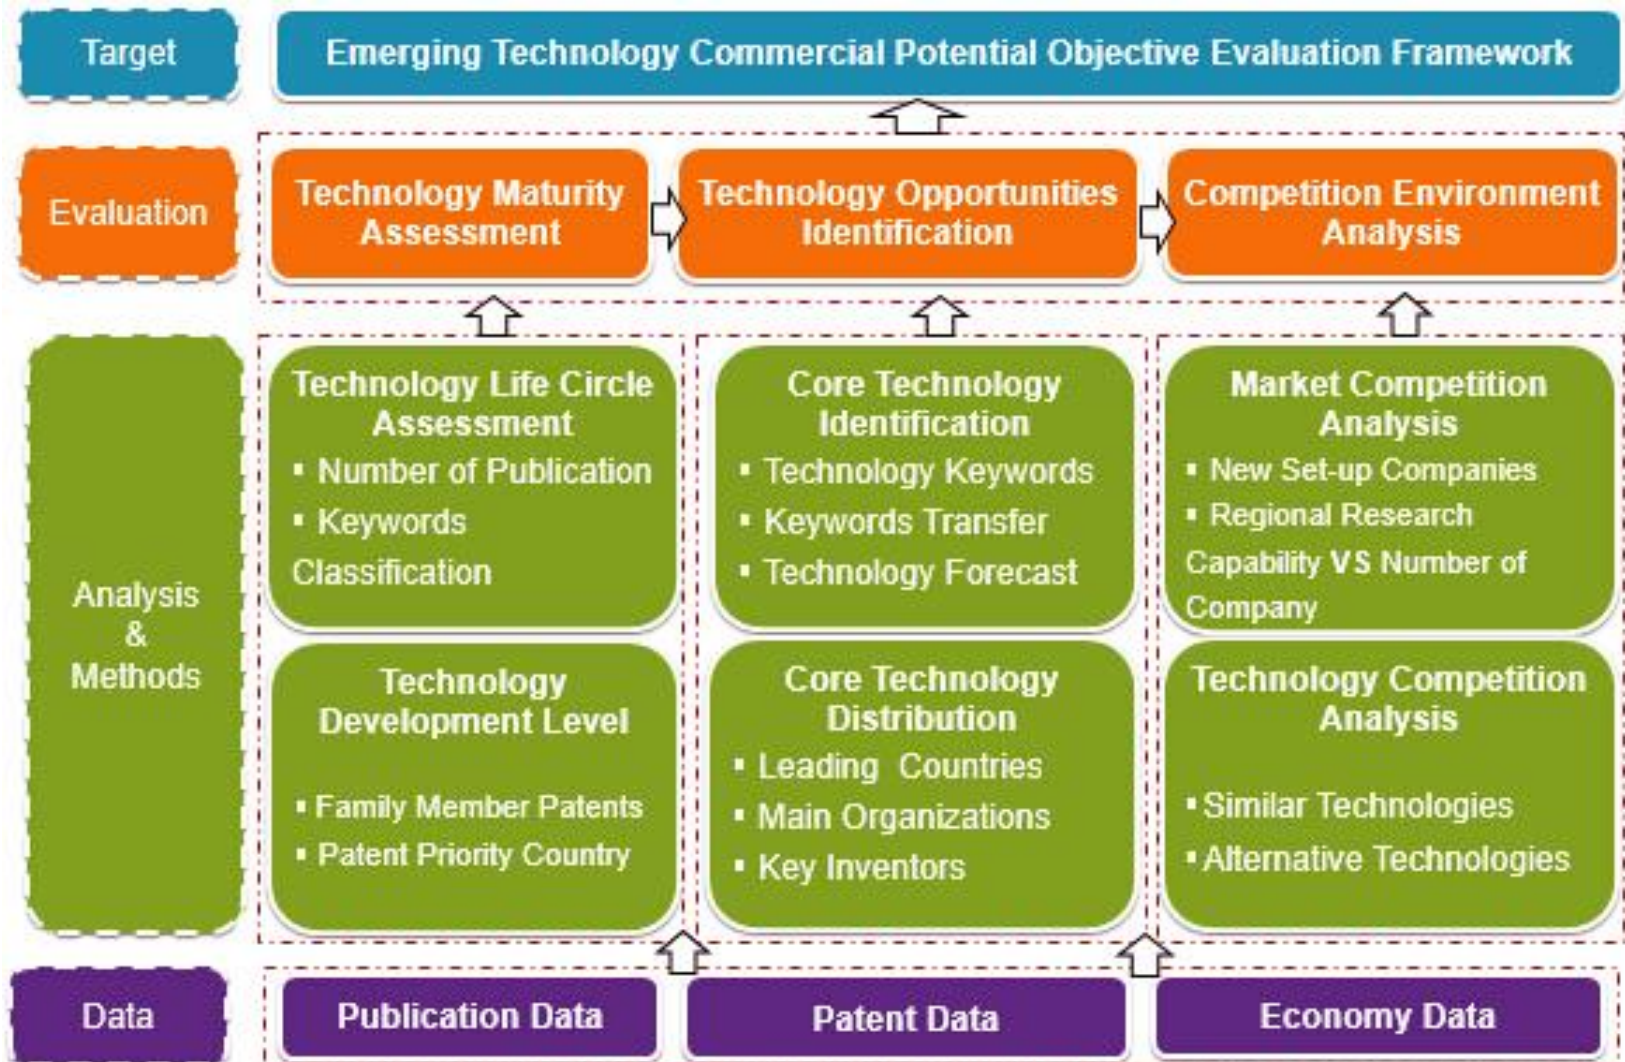 Target
Emerging Technology Commercial Potential Objective Evaluation Framework
Evaluation
Technology Maturity
Assessment
Technology Opportunities
Identification
Competition Environment
Analysis
Analysis
&
Methods
Technology Life Circle
Assessment
▪ Number of Publication
▪ Keywords
Classification
Core Technology
Identification
▪ Technology Keywords
▪ Keywords Transfer
▪ Technology Forecast
Market Competition
Analysis
▪ New Set-up Companies
▪ Regional Research
Capability VS Number of
Company
Technology
Development Level
▪ Family Member Patents
▪ Patent Priority Country
Core Technology
Distribution
▪ Leading Countries
▪ Main Organizations
▪ Key Inventors
Technology Competition
Analysis
▪ Similar Technologies
▪ Alternative Technologies
Data
Publication Data
Patent Data
Economy Data